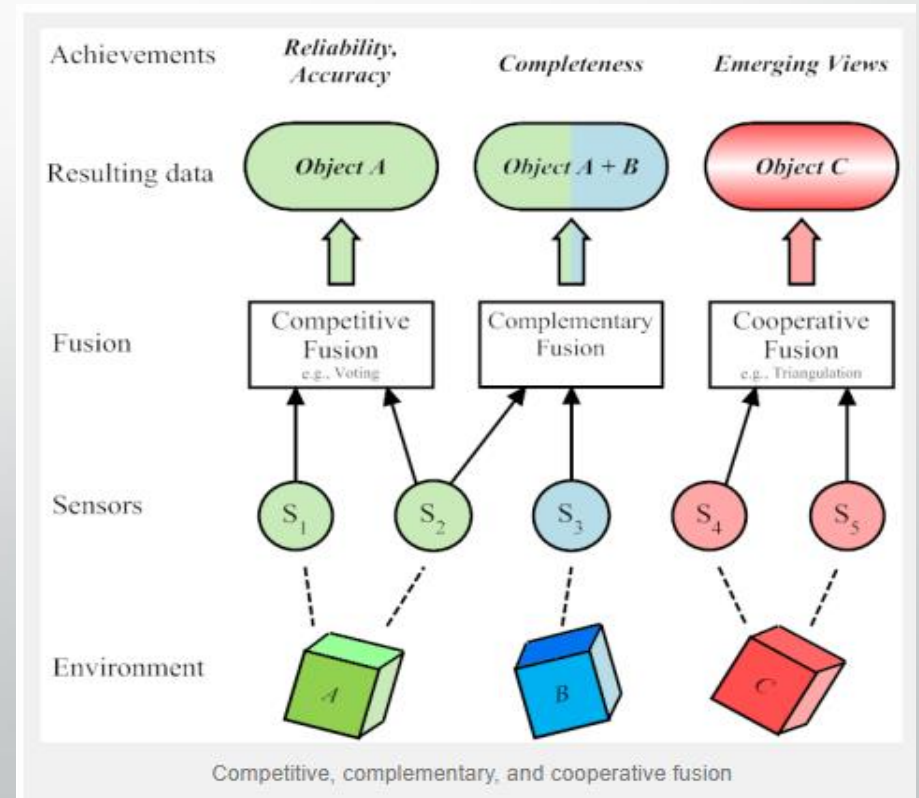 Achievements
Reliability,
Accuracy
Completeness
Emerging Views
Resulting data
Object A
Object A + B
Object C
Fusion
Competitive
Fusion
e.g., Voting
Complementary
Fusion
Cooperative
Fusion
e.g., Triangulation
Sensors
S1
S2
S3
S4
S5
Environment
A
B
C
Competitive, complementary, and cooperative fusion